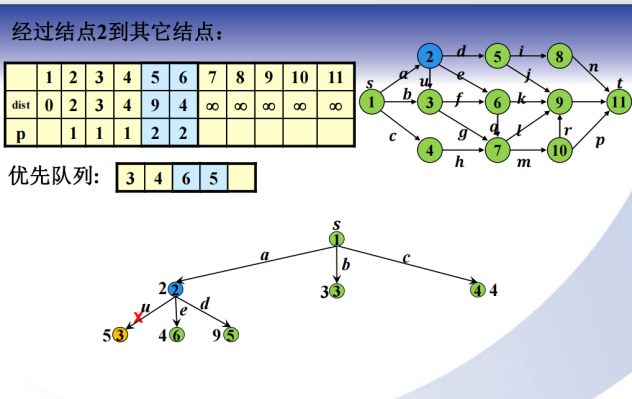 经过结点2到其它结点:
1 2 3 4 5 6 7 8 9 10 11
dist 0 2 3 4 9 4 ∞ ∞ ∞ ∞ ∞
p 1 1 1 2 2
优先队列: 3 4 6 5
2 d 5 i 8
a u e j n
s t
1 b 3 f 6 k 9 11
c g q l r p
4 h 7 m 10
s
1
a b c
2 2 3 3 4 4
u e d
x
5 3 4 6 9 5